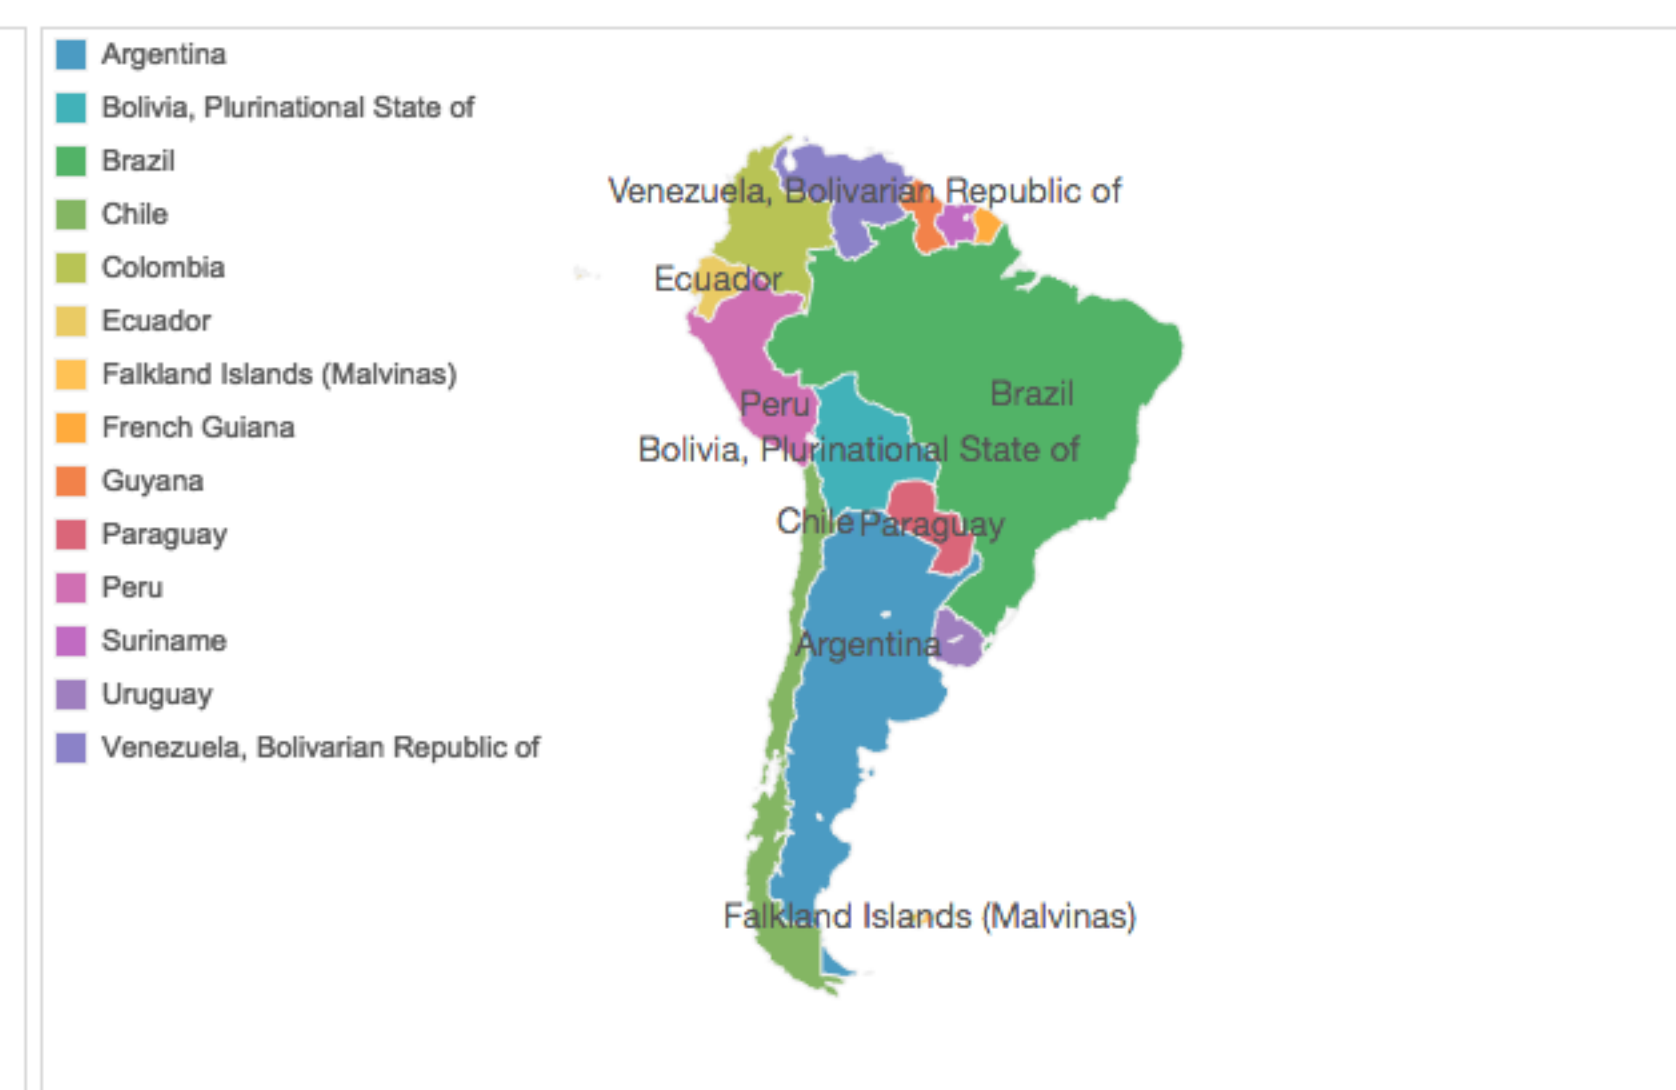 Argentina
Bolivia, Plurinational State of
Brazil
Chile
Colombia
Ecuador
Falkland Islands (Malvinas)
French Guiana
Guyana
Paraguay
Peru
Suriname
Uruguay
Venezuela, Bolivarian Republic of
Venezuela, Bolivarian Republic of
Ecuador
Brazil
Peru
Bolivia, Plurinational State of
Chile
Paraguay
Argentina
Falkland Islands (Malvinas)